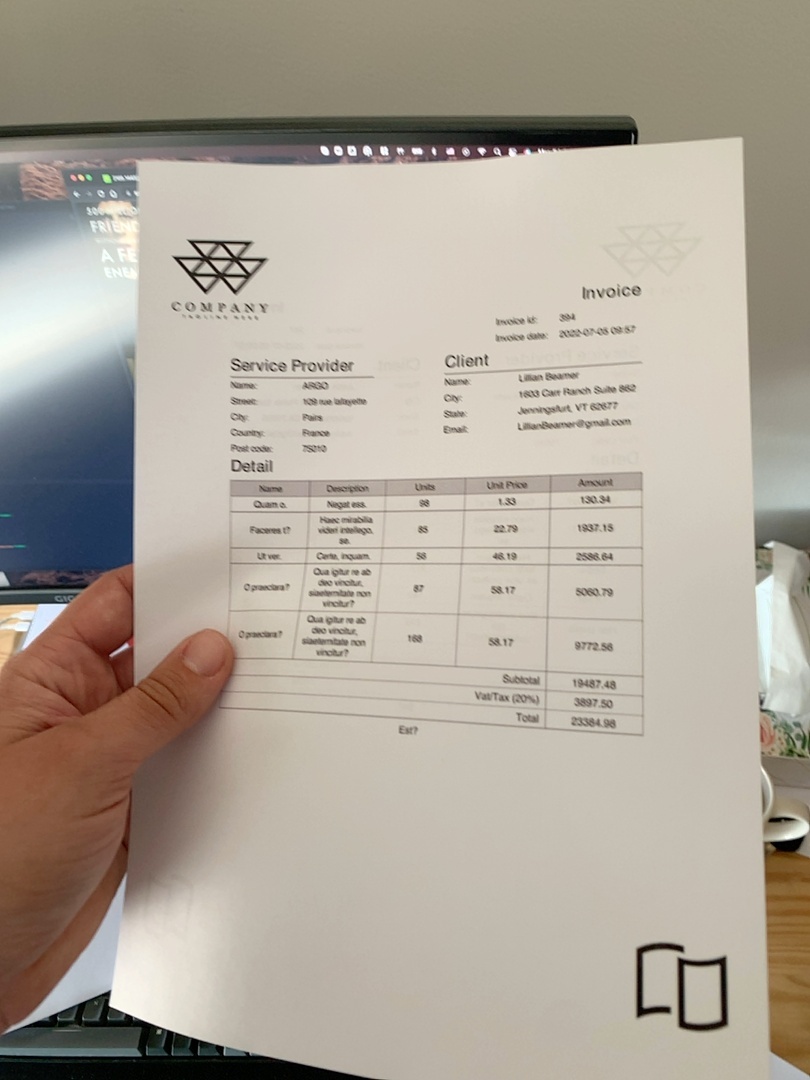 100% HUM
FRIEN
A FE
ENE
COMPANY
TAGLINE HERE
Invoice
Invoice id: 394
Invoice date: 2022-07-05 09:57
Service Provider
Name: ARGO
Street: 109 rue lafayette
City: Pairs
Country: France
Post code: 75010
Client
Name: Lillian Beamer
City: 1603 Carr Ranch Suite 862
State: Jenningsfurt, VT 62677
Email: LillianBeamer@gmail.com
Detail
Name Description Units Unit Price Amount
Quam o. Negat ess. 98 1.33 130.34
Faceres t? Haec mirabilia videri intellego, se. 85 22.79 1937.15
Ut ver. Certe, inquam. 56 46.19 2586.64
O praeclara? Qua igitur re ab deo vincitur, siaeternitate non vincitur? 87 58.17 5060.79
O praeclara? Qua igitur re ab deo vincitur, siaeternitate non vincitur? 168 58.17 9772.56
Subtotal 19487.48
Vat/Tax (20%) 3897.50
Total 23384.98
Est?